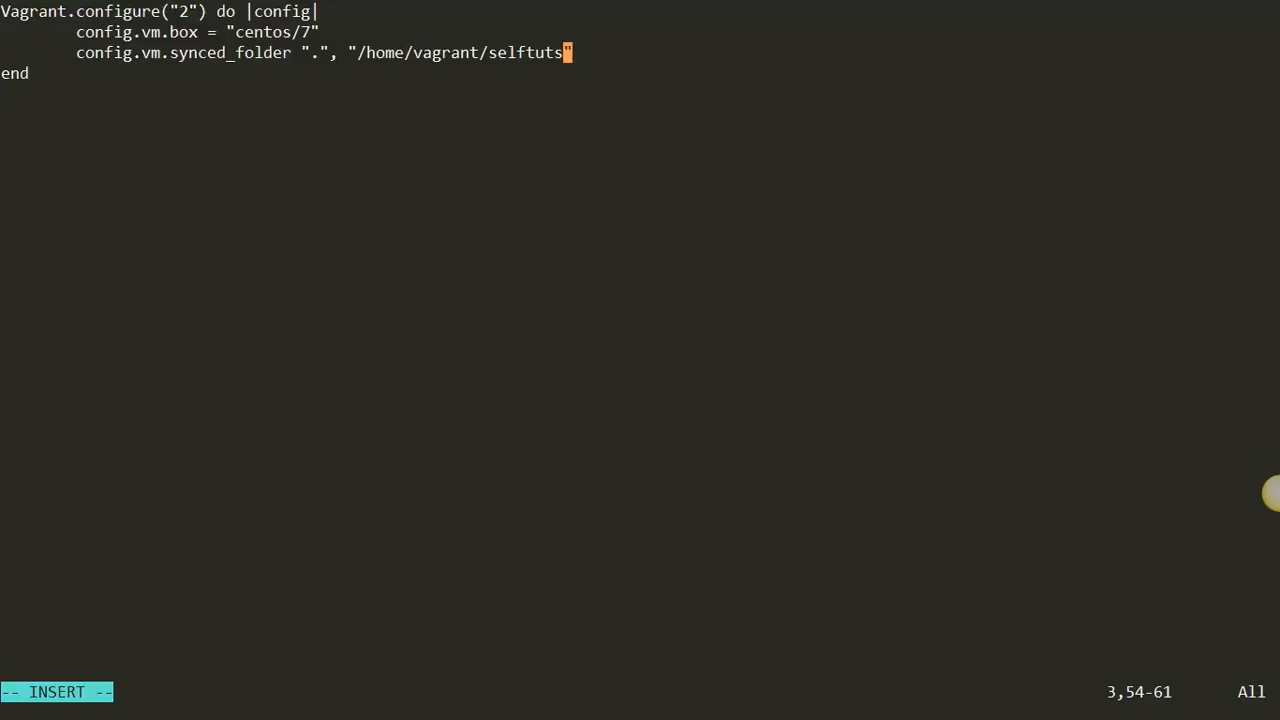 Vagrant.configure("2") do |config|
        config.vm.box = "centos/7"
        config.vm.synced_folder ".", "/home/vagrant/selftuts"
end
-- INSERT --
3,54-61 All